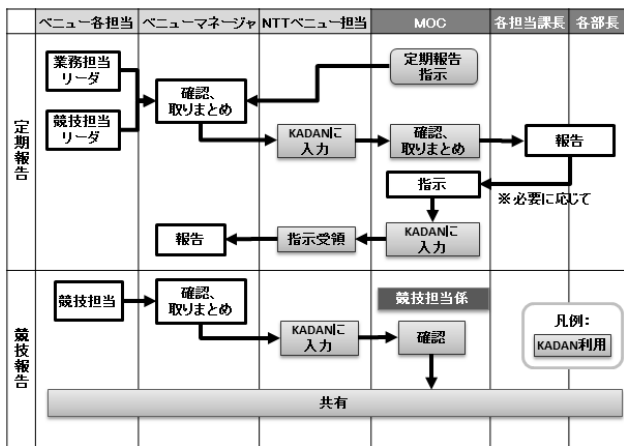 ベニュー各担当
ベニューマネージャ
NTTベニュー担当
MOC
各担当課長
各部長
定期報告
業務担当
リーダ
競技担当
リーダ
確認、
取りまとめ
定期報告
指示
KADANに
入力
確認、
取りまとめ
報告
指示
※必要に応じて
報告
指示受領
KADANに
入力
競技報告
競技担当
確認、
取りまとめ
KADANに
入力
競技担当係
確認
凡例：
KADAN利用
共有